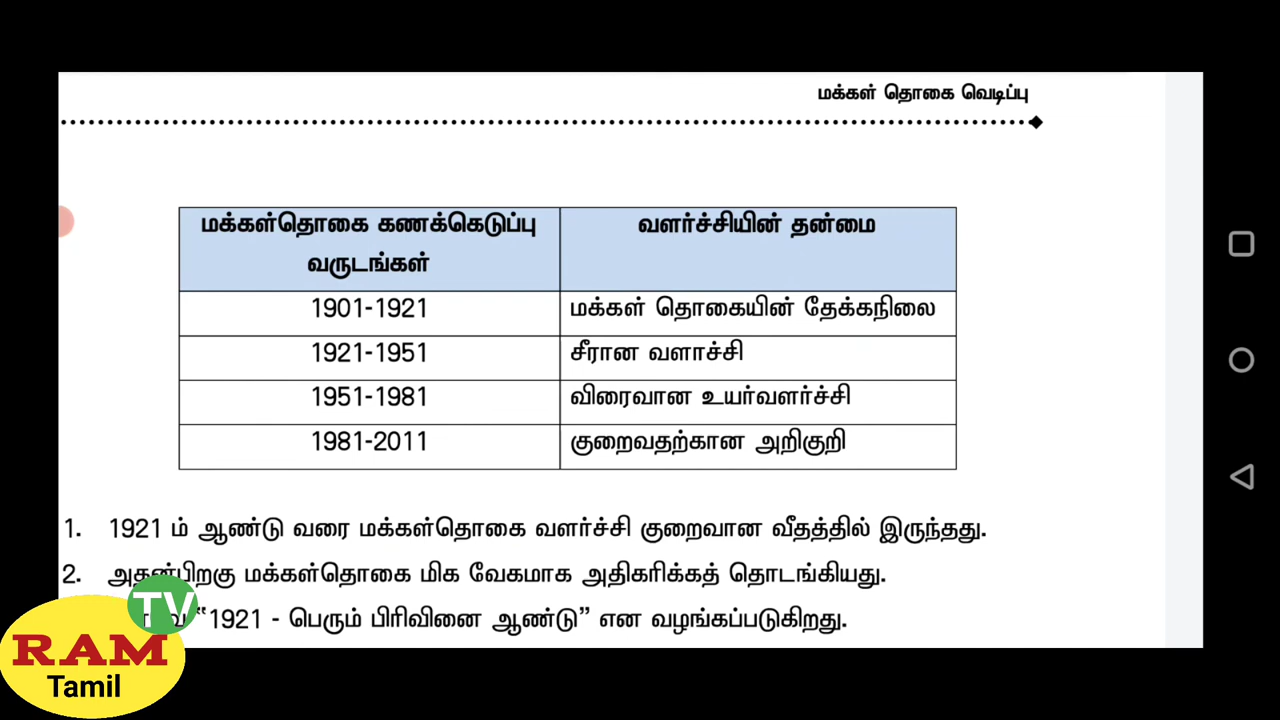 மக்கள் தொகை வெடிப்பு
மக்கள்தொகை கணக்கெடுப்பு வளர்ச்சியின் தன்மை
வருடங்கள்
1901-1921 மக்கள் தொகையின் தேக்கநிலை
1921-1951 சீரான வளாச்சி
1951-1981 விரைவான உயர்வளர்ச்சி
1981-2011 குறைவதற்கான அறிகுறி
1. 1921 ம் ஆண்டு வரை மக்கள்தொகை வளர்ச்சி குறைவான வீதத்தில் இருந்தது.
2. அதன்பிறகு மக்கள்தொகை மிக வேகமாக அதிகரிக்கத் தொடங்கியது.
“1921 - பெரும் பிரிவினை ஆண்டு” என வழங்கப்படுகிறது.
TV
RAM
Tamil